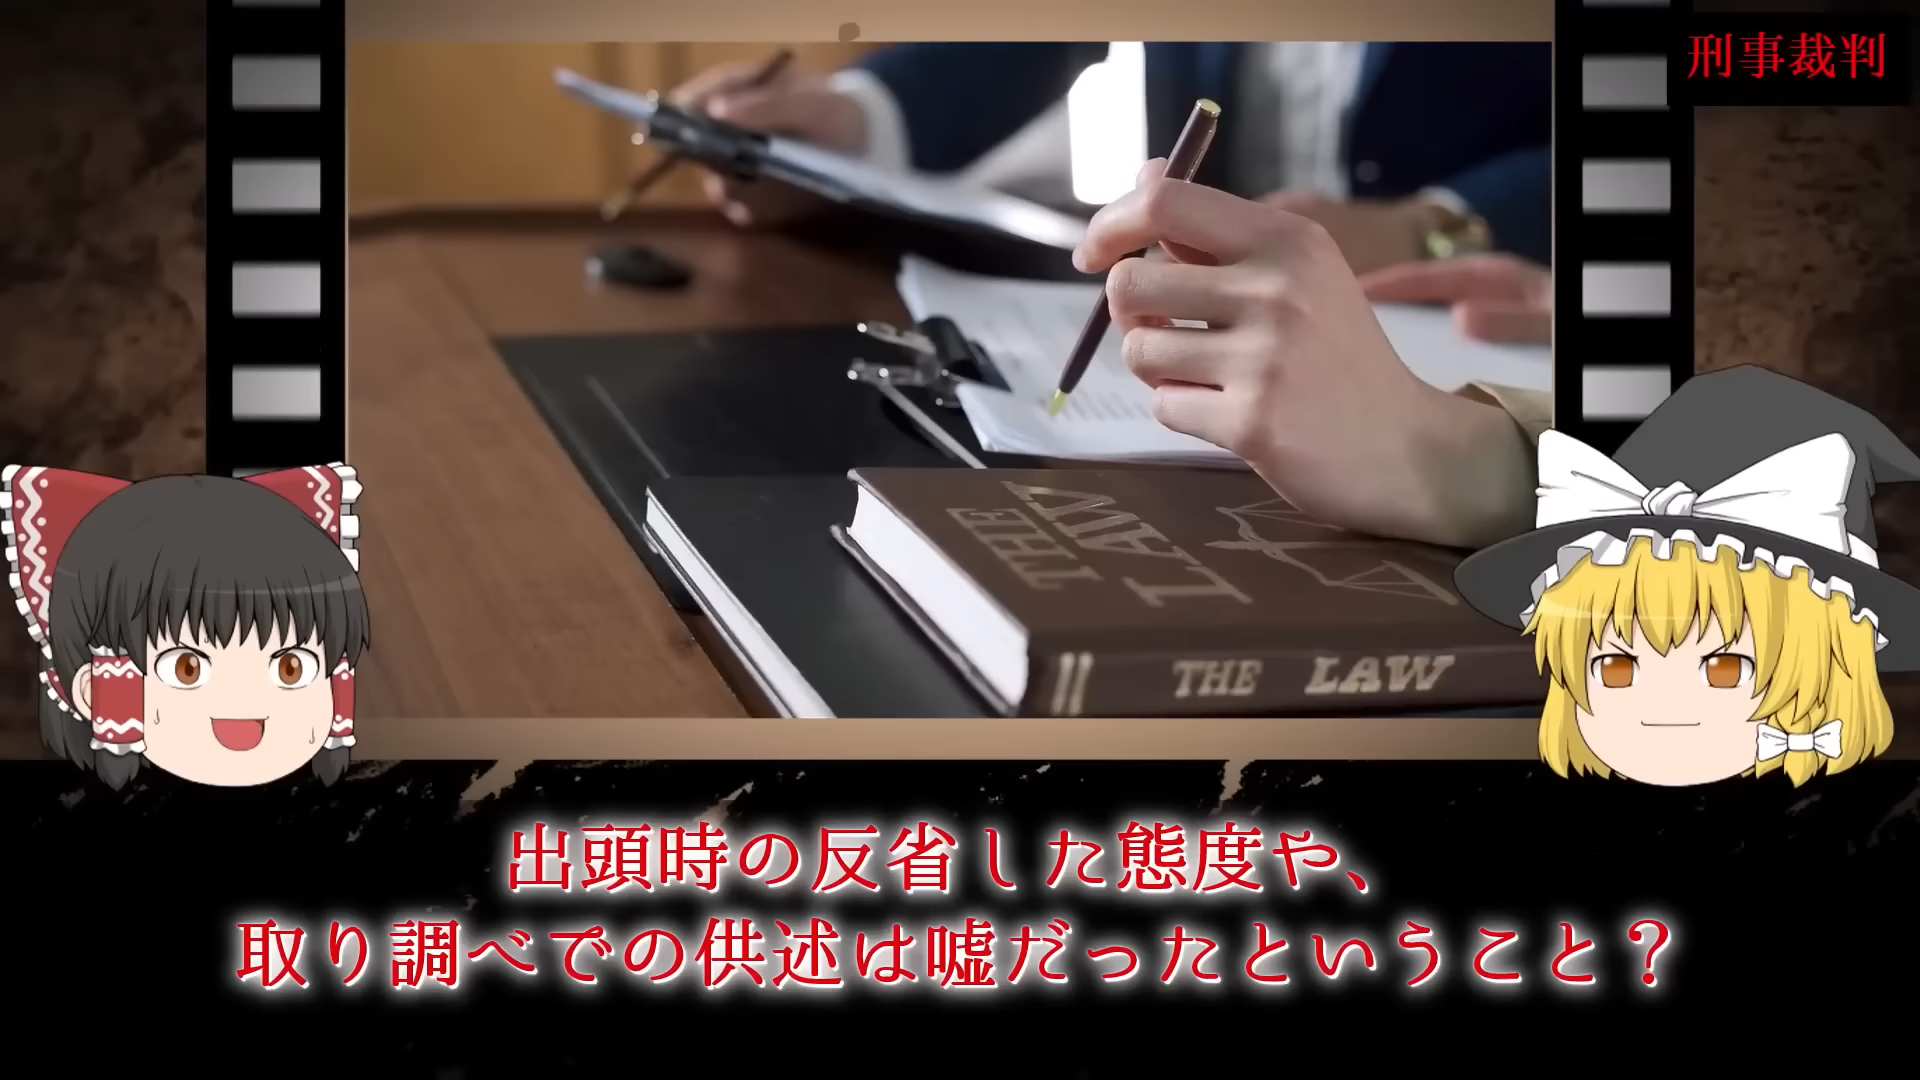 刑事裁判
THE
LAW
THE LAW
出頭時の反省した態度や、
取り調べでの供述は嘘だったということ？